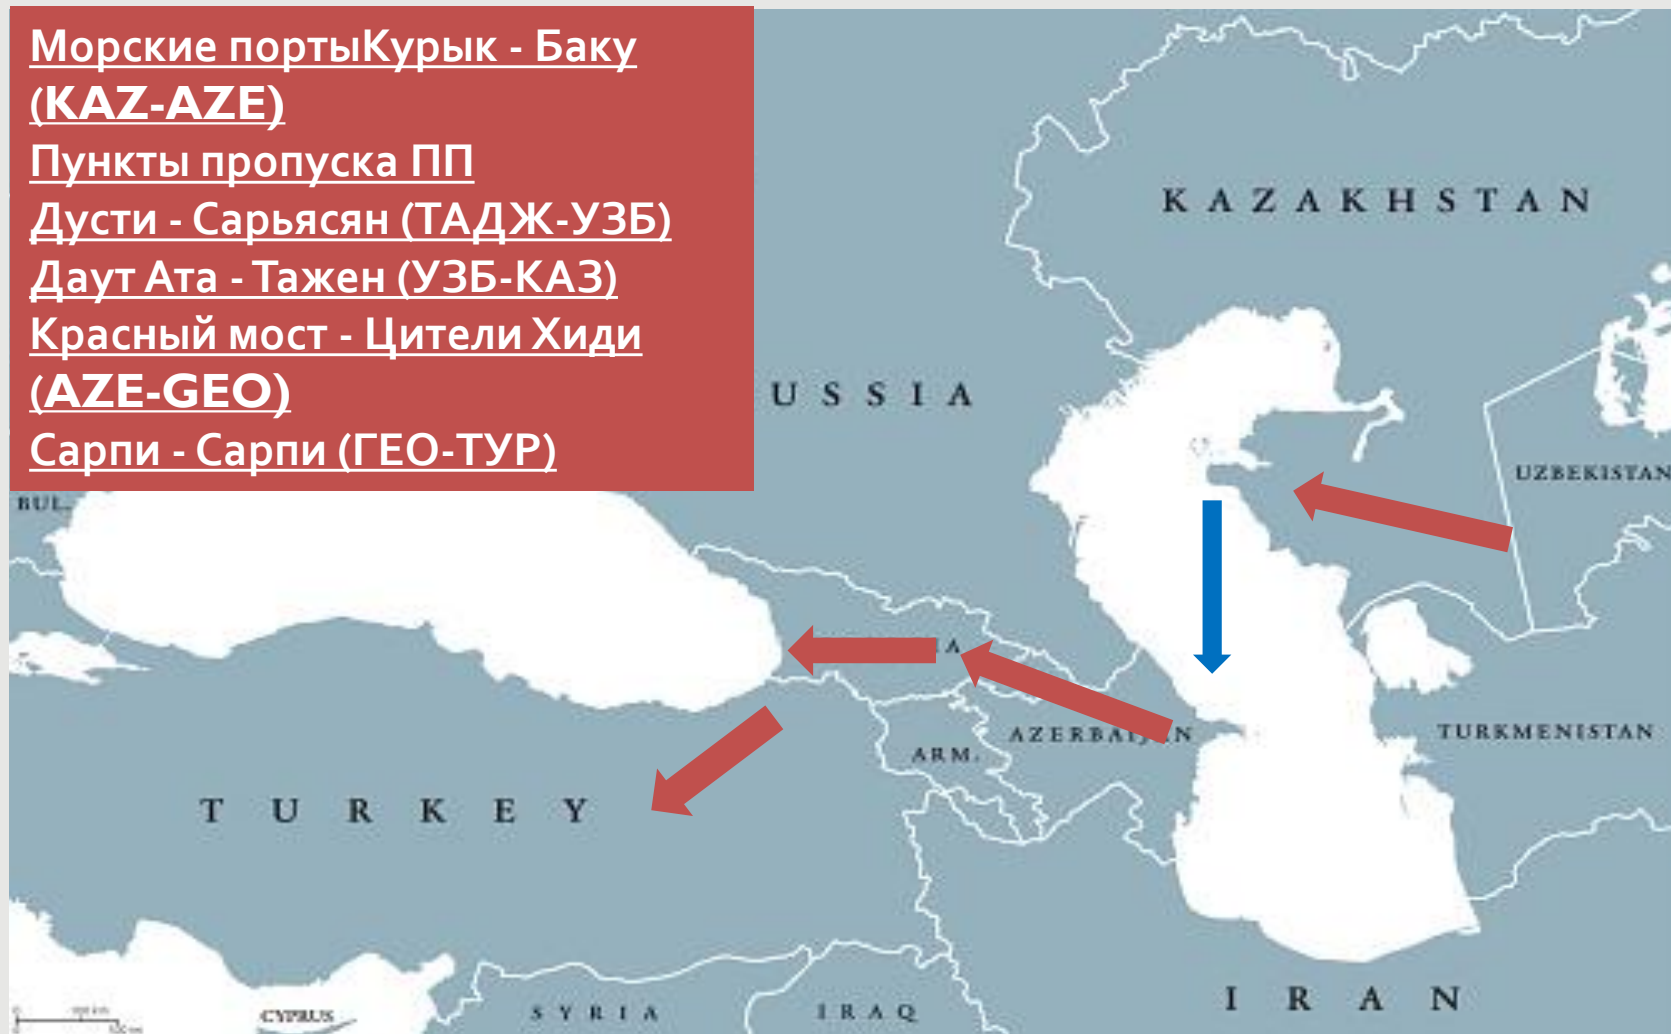 Морские портыКурык - Баку
(KAZ-AZE)
Пункты пропуска ПП
Дусти - Сарьясян (ТАДЖ-УЗБ)
Даут Ата - Тажен (УЗБ-КАЗ)
Красный мост - Цители Хиди
(AZE-GEO)
Сарпи - Сарпи (ГЕО-ТУР)
KAZAKHSTAN
USSIA
UZBEKISTAN
BUL.
IA
AZERBAIJAN
ARM.
TURKMENISTAN
TURKEY
IRAN
CYPRUS
SYRIA
IRAQ